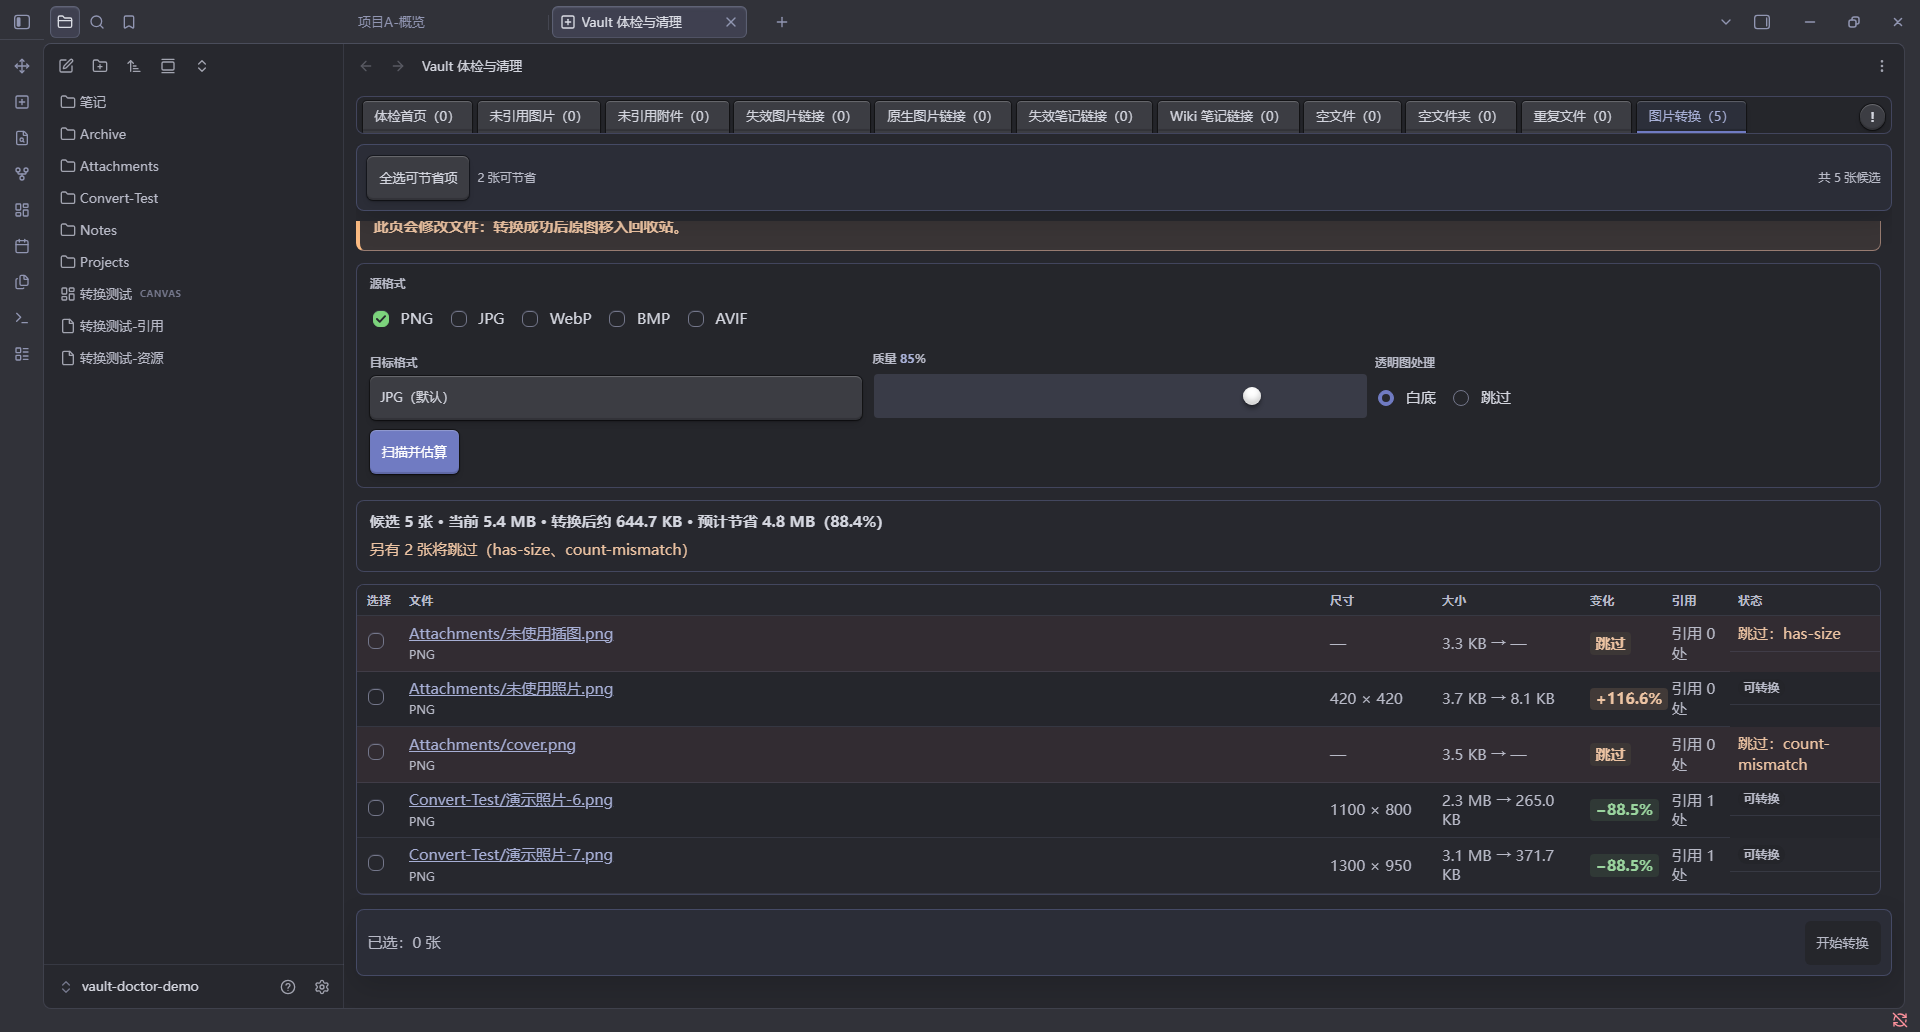 项目A-概览
Vault 体检与清理
Vault 体检与清理
笔记
Archive
Attachments
Convert-Test
Notes
Projects
转换测试 CANVAS
转换测试-引用
转换测试-资源
vault-doctor-demo
体检首页（0）
未引用图片（0）
未引用附件（0）
失效图片链接（0）
原生图片链接（0）
失效笔记链接（0）
Wiki 笔记链接（0）
空文件（0）
空文件夹（0）
重复文件（0）
图片转换（5）
全选可节省项 2 张可节省 共 5 张候选
此页会修改文件：转换成功后原图移入回收站。
源格式
PNG JPG WebP BMP AVIF
目标格式 质量 85% 透明图处理
JPG（默认） 白底 跳过
扫描并估算
候选 5 张 • 当前 5.4 MB • 转换后约 644.7 KB • 预计节省 4.8 MB（88.4%）
另有 2 张将跳过（has-size、count-mismatch）
选择 文件 尺寸 大小 变化 引用 状态
Attachments/未使用插图.png
PNG
—
3.3 KB → —
跳过
引用 0
处
跳过：has-size
Attachments/未使用照片.png
PNG
420 × 420
3.7 KB → 8.1 KB
+116.6%
引用 0
处
可转换
Attachments/cover.png
PNG
—
3.5 KB → —
跳过
引用 0
处
跳过：count-
mismatch
Convert-Test/演示照片-6.png
PNG
1100 × 800
2.3 MB → 265.0
KB
−88.5%
引用 1
处
可转换
Convert-Test/演示照片-7.png
PNG
1300 × 950
3.1 MB → 371.7
KB
−88.5%
引用 1
处
可转换
已选：0 张
开始转换